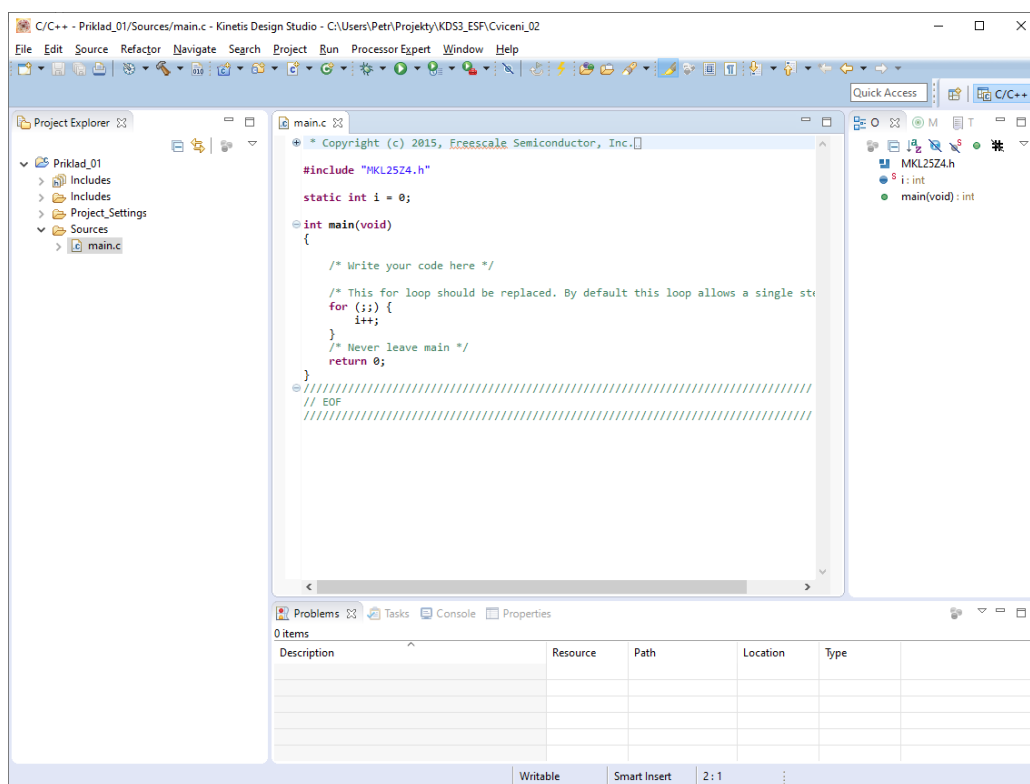 C/C++ - Priklad_01/Sources/main.c - Kinetis Design Studio - C:\Users\Petr\Projekty\KDS3_ESF\Cviceni_02
File Edit Source Refactor Navigate Search Project Run Processor Expert Window Help
010
Quick Access
C/C++
Project Explorer
Priklad_01
Includes
Includes
Project_Settings
Sources
main.c
main.c
* Copyright (c) 2015, Freescale Semiconductor, Inc.
#include "MKL25Z4.h"
static int i = 0;
int main(void)
{
/* Write your code here */
/* This for loop should be replaced. By default this loop allows a single ste
for (;;) {
i++;
}
/* Never leave main */
return 0;
}
////////////////////////////////////////////////////////////////////////////////
// EOF
////////////////////////////////////////////////////////////////////////////////
O M T
MKL25Z4.h
S i : int
main(void) : int
Problems Tasks Console Properties
0 items
Description Resource Path Location Type
Writable Smart Insert 2 : 1